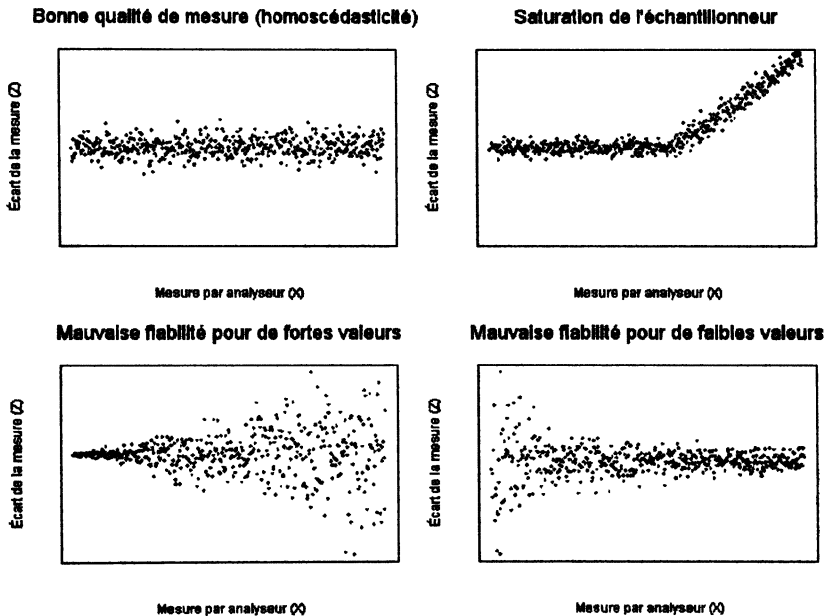 Bonne qualité de mesure (homoscédasticité)
Écart de la mesure (Z)
Mesure par analyseur (X)
Saturation de l'échantillonneur
Écart de la mesure (Z)
Mesure par analyseur (X)
Mauvaise fiabilité pour de fortes valeurs
Écart de la mesure (Z)
Mesure par analyseur (X)
Mauvaise fiabilité pour de faibles valeurs
Écart de la mesure (Z)
Mesure par analyseur (X)